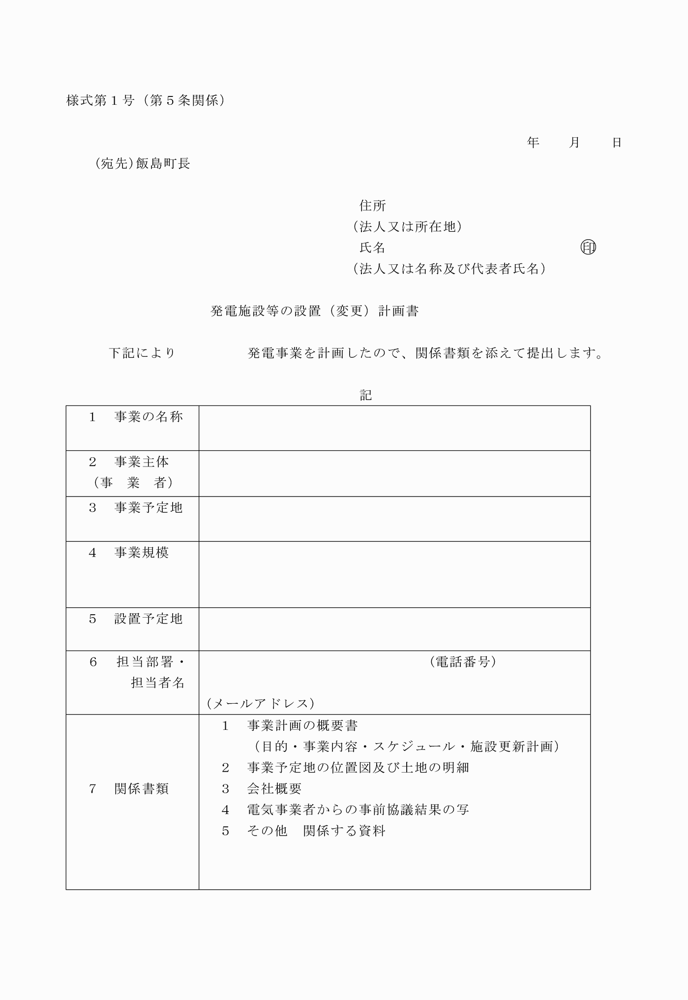 様式第１号（第５条関係）
年　　月　　日
(宛先)飯島町長
住所
（法人又は所在地）
氏名　　　　　　　　　　　　　　㊞
（法人又は名称及び代表者氏名）
発電施設等の設置（変更）計画書
下記により　　　　　発電事業を計画したので、関係書類を添えて提出します。
記
１　事業の名称
２　事業主体
（事　業　者）
３　事業予定地
４　事業規模
５　設置予定地
６　担当部署・
担当者名
（電話番号）
（メールアドレス）
７　関係書類
１　事業計画の概要書
（目的・事業内容・スケジュール・施設更新計画）
２　事業予定地の位置図及び土地の明細
３　会社概要
４　電気事業者からの事前協議結果の写
５　その他　関係する資料